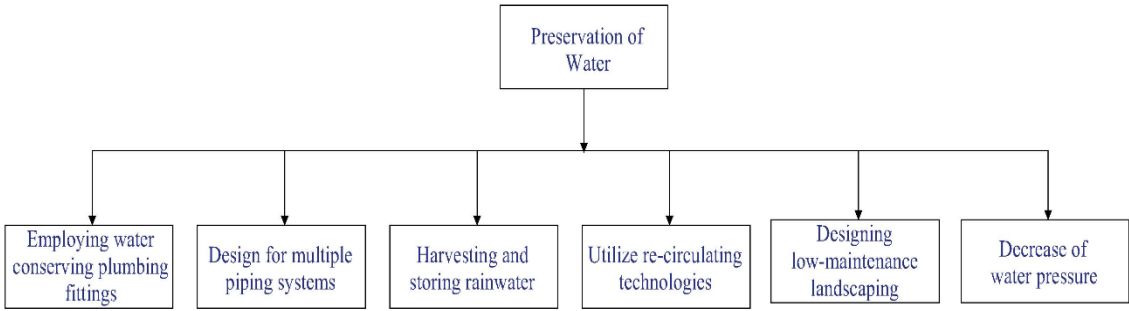 Preservation of
Water
Employing water
conserving plumbing
fittings
Design for multiple
piping systems
Harvesting and
storing rainwater
Utilize re-circulating
technologies
Designing
low-maintenance
landscaping
Decrease of
water pressure